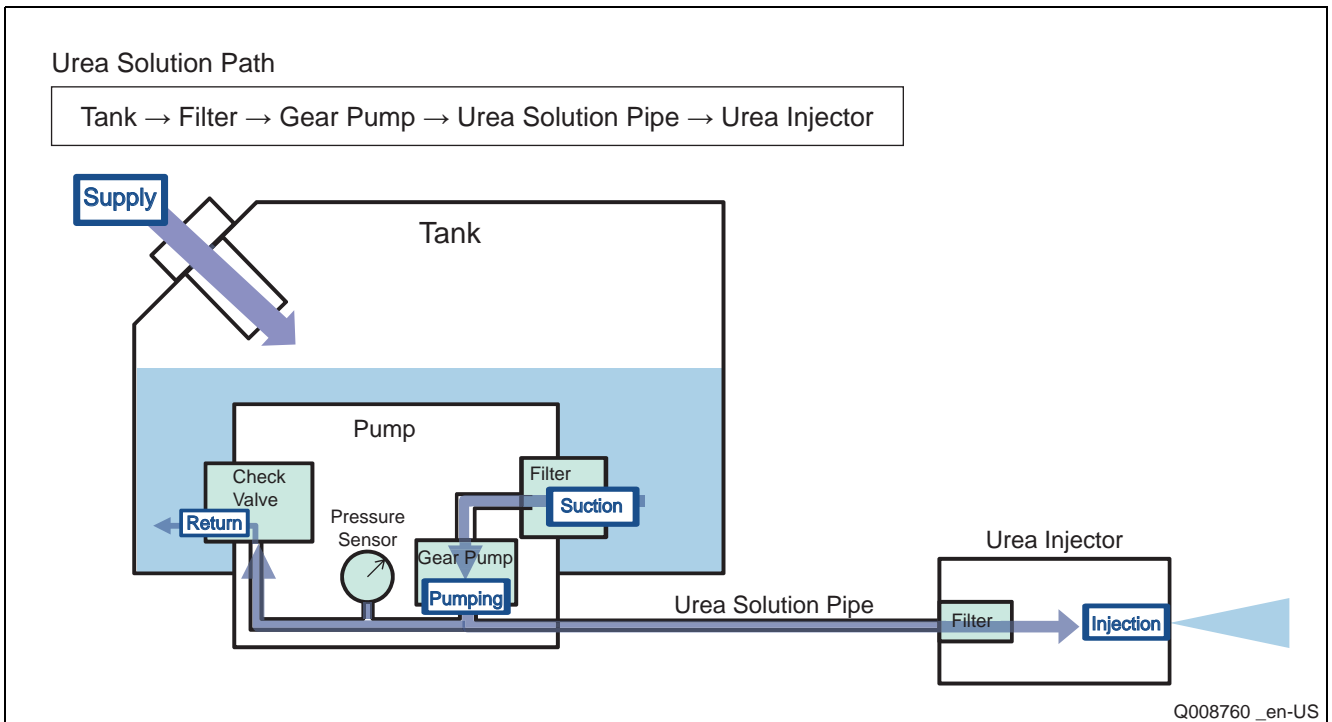 Urea Solution Path
Tank → Filter → Gear Pump → Urea Solution Pipe → Urea Injector
Supply
Tank
Pump
Check
Valve
Return
Pressure
Sensor
Filter
Suction
Gear Pump
Pumping
Urea Solution Pipe
Urea Injector
Filter
Injection
Q008760 _en-US